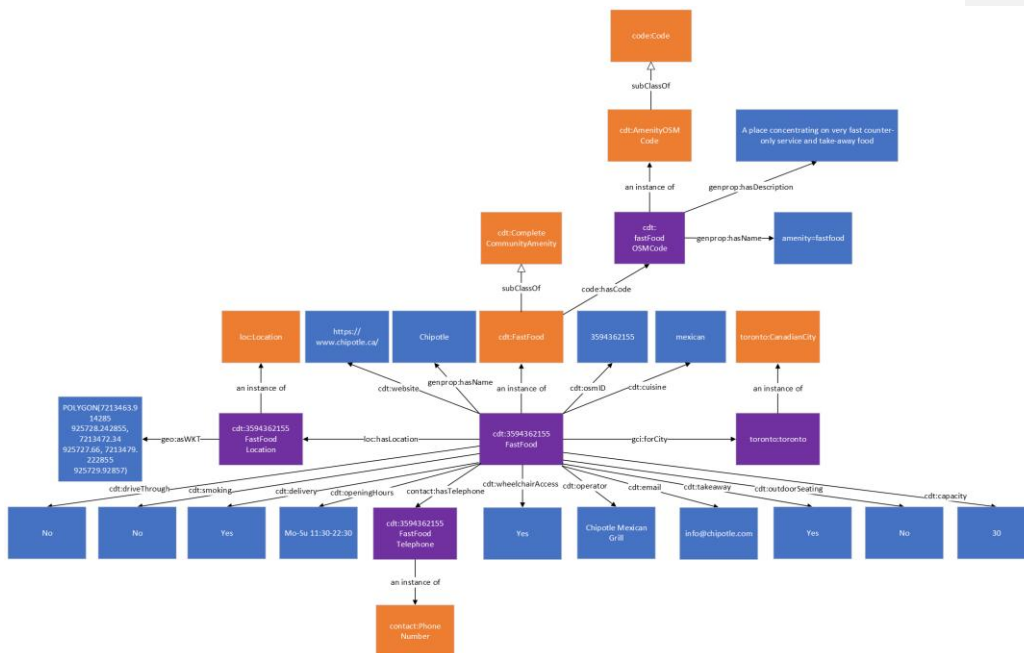 code:Code
subClassOf
cdt:AmenityOSM
Code
A place concentrating on very fast counter-
only service and take-away food
an instance of
genprop:hasDescription
cdt:
fastFood
OSMCode
genprop:hasName
amenity=fastfood
cdt:Complete
CommunityAmenity
subClassOf
code:hasCode
loc:Location
https://
www.chipotle.ca/
Chipotle
cdt:FastFood
3594362155
mexican
toronto:CanadianCity
an instance of
cdt:website
genprop:hasName
an instance of
cdt:osmID
cdt:cuisine
an instance of
POLYGON(7213463.9
14285
925728.242855,
7213472.34
925727.66, 7213479.
222855
925729.92857)
geo:asWKT
cdt:3594362155
FastFood
Location
loc:hasLocation
cdt:3594362155
FastFood
gci:forCity
toronto:toronto
cdt:driveThrough
cdt:smoking
cdt:delivery
cdt:openingHours
contact:hasTelephone
cdt:wheelchairAccess
cdt:operator
cdt:email
cdt:takeaway
cdt:outdoorSeating
cdt:capacity
No
No
Yes
Mo-Su 11:30-22:30
cdt:3594362155
FastFood
Telephone
Yes
Chipotle Mexican
Grill
info@chipotle.com
Yes
No
30
an instance of
contact:Phone
Number